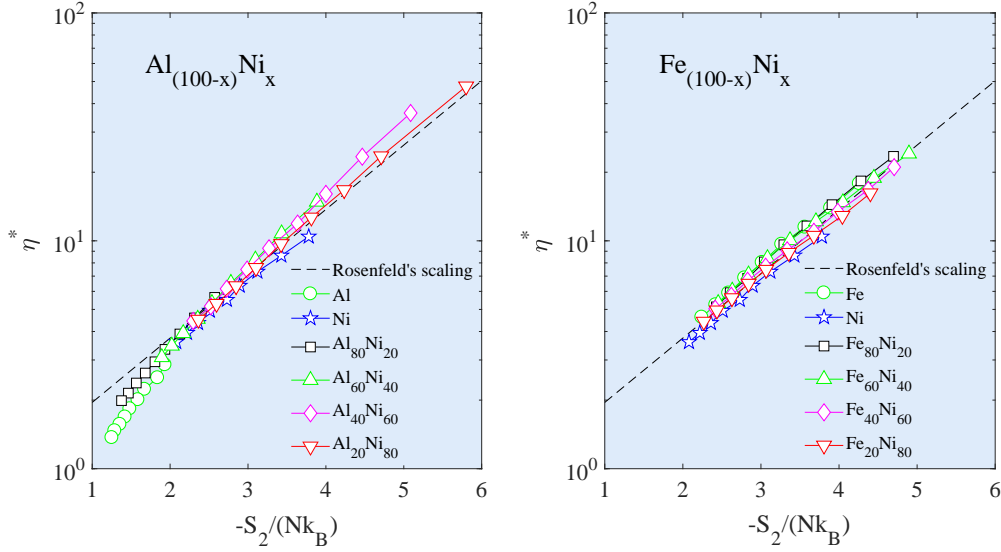 10²
10¹
10⁰
η*
Al₍₁₀₀₋ₓ₎Niₓ
Rosenfeld's scaling
Al
Ni
Al₈₀Ni₂₀
Al₆₀Ni₄₀
Al₄₀Ni₆₀
Al₂₀Ni₈₀
1 2 3 4 5 6
-S₂/(Nk_B)
10²
10¹
10⁰
η*
Fe₍₁₀₀₋ₓ₎Niₓ
Rosenfeld's scaling
Fe
Ni
Fe₈₀Ni₂₀
Fe₆₀Ni₄₀
Fe₄₀Ni₆₀
Fe₂₀Ni₈₀
1 2 3 4 5 6
-S₂/(Nk_B)